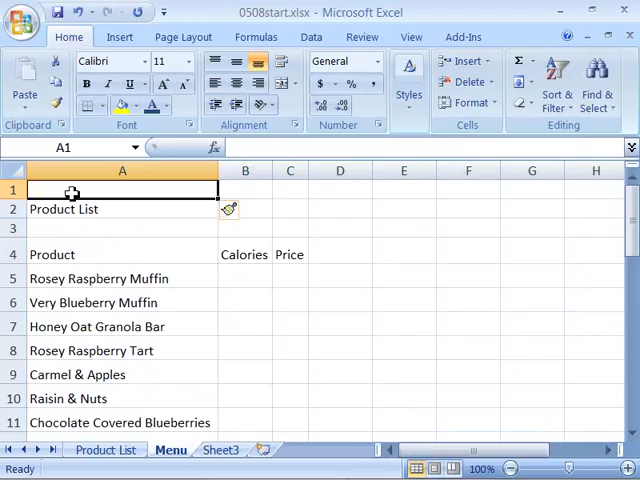 0508start.xlsx - Microsoft Excel
Home Insert Page Layout Formulas Data Review View Add-Ins
Paste
Clipboard
Calibri 11
B I U A A
A
Font
Alignment
General
$ % ,
Number
Styles
Insert
Delete
Format
Cells
Σ
Sort & Filter
Find & Select
Editing
A1 fx
A B C D E F G H
1
2 Product List
3
4 Product Calories Price
5 Rosey Raspberry Muffin
6 Very Blueberry Muffin
7 Honey Oat Granola Bar
8 Rosey Raspberry Tart
9 Carmel & Apples
10 Raisin & Nuts
11 Chocolate Covered Blueberries
Product List Menu Sheet3
Ready 100%